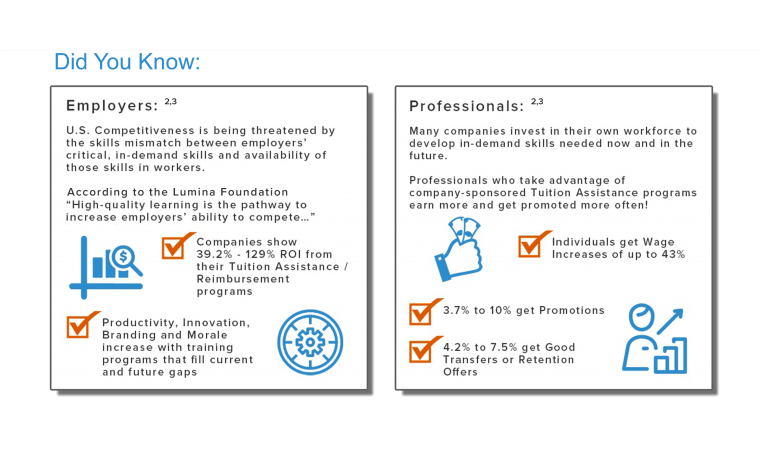 Did You Know:
Employers: 2,3
U.S. Competitiveness is being threatened by
the skills mismatch between employers'
critical, in-demand skills and availability of
those skills in workers.
According to the Lumina Foundation
“High-quality learning is the pathway to
increase employers' ability to compete...”
Companies show
39.2% - 129% ROI from
their Tuition Assistance /
Reimbursement
programs
Productivity, Innovation,
Branding and Morale
increase with training
programs that fill current
and future gaps
Professionals: 2,3
Many companies invest in their own workforce to
develop in-demand skills needed now and in the
future.
Professionals who take advantage of
company-sponsored Tuition Assistance programs
earn more and get promoted more often!
Individuals get Wage
Increases of up to 43%
3.7% to 10% get Promotions
4.2% to 7.5% get Good
Transfers or Retention
Offers